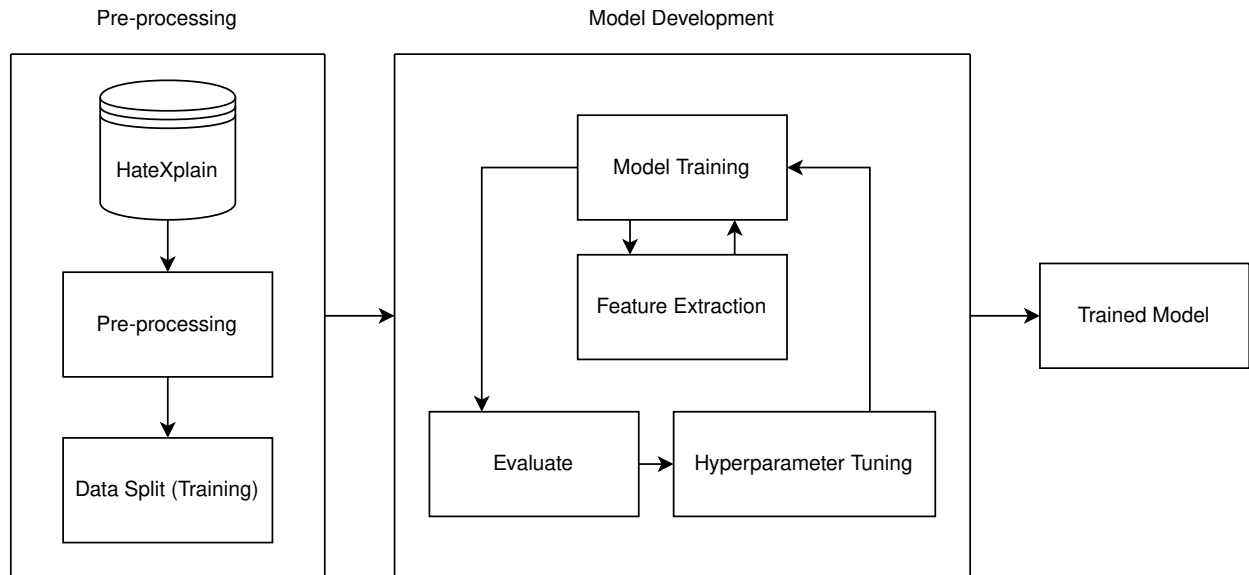 Pre-processing
Model Development
HateXplain
Pre-processing
Data Split (Training)
Model Training
Feature Extraction
Evaluate
Hyperparameter Tuning
Trained Model